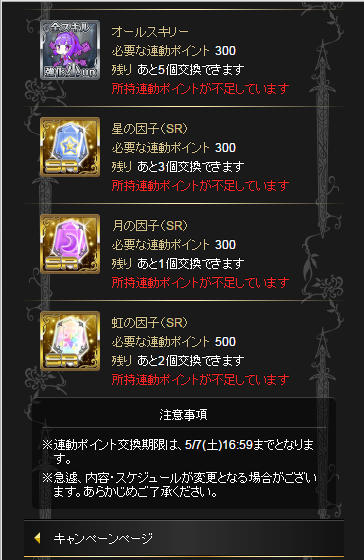 全スキル
強化 2 up
オールスキリー
必要な連動ポイント 300
残り あと5個交換できます
所持連動ポイントが不足しています
SR
星の因子(SR)
必要な連動ポイント 300
残り あと3個交換できます
所持連動ポイントが不足しています
SR
月の因子(SR)
必要な連動ポイント 300
残り あと1個交換できます
所持連動ポイントが不足しています
SR
虹の因子(SR)
必要な連動ポイント 500
残り あと2個交換できます
所持連動ポイントが不足しています
注意事項
※連動ポイント交換期限は、5/7(土)16:59までとなりま
す。
※急遽、内容・スケジュールが変更となる場合がござい
ます。あらかじめご了承ください。
キャンペーンページ